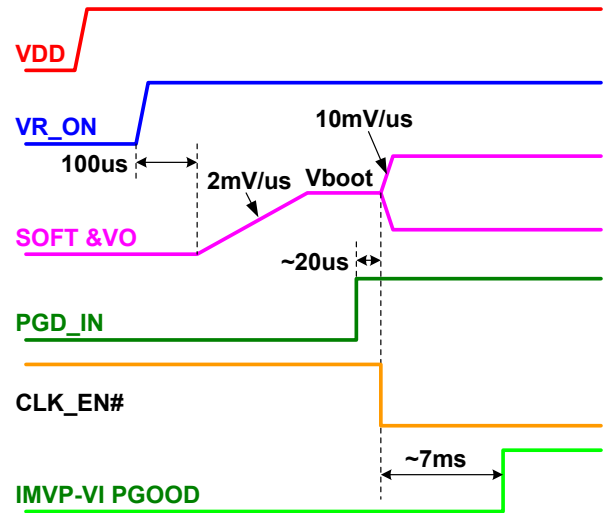 VDD
VR_ON
10mV/us
100us
2mV/us
Vboot
SOFT &VO
~20us
PGD_IN
CLK_EN#
~7ms
IMVP-VI PGOOD